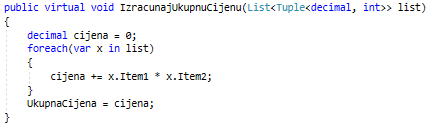 public virtual void IzracunajUkupnuCijenu(List<Tuple<decimal, int>> list)
{
    decimal cijena = 0;
    foreach(var x in list)
    {
        cijena += x.Item1 * x.Item2;
    }
    UkupnaCijena = cijena;
}